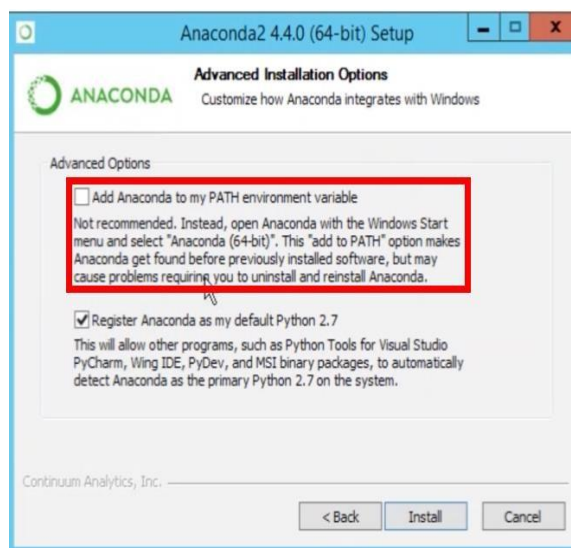 Anaconda2 4.4.0 (64-bit) Setup
ANACONDA
Advanced Installation Options
Customize how Anaconda integrates with Windows
Advanced Options
Add Anaconda to my PATH environment variable
Not recommended. Instead, open Anaconda with the Windows Start
menu and select "Anaconda (64-bit)". This "add to PATH" option makes
Anaconda get found before previously installed software, but may
cause problems requiring you to uninstall and reinstall Anaconda.
Register Anaconda as my default Python 2.7
This will allow other programs, such as Python Tools for Visual Studio
PyCharm, Wing IDE, PyDev, and MSI binary packages, to automatically
detect Anaconda as the primary Python 2.7 on the system.
Continuum Analytics, Inc.
< Back
Install
Cancel